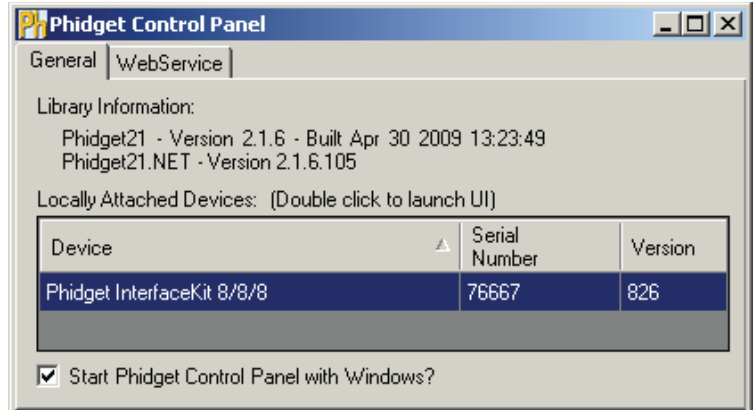 Ph Phidget Control Panel
General WebService
Library Information:
Phidget21 - Version 2.1.6 - Built Apr 30 2009 13:23:49
Phidget21.NET - Version 2.1.6.105
Locally Attached Devices: (Double click to launch UI)
Device Serial Number Version
Phidget InterfaceKit 8/8/8 76667 826
Start Phidget Control Panel with Windows?